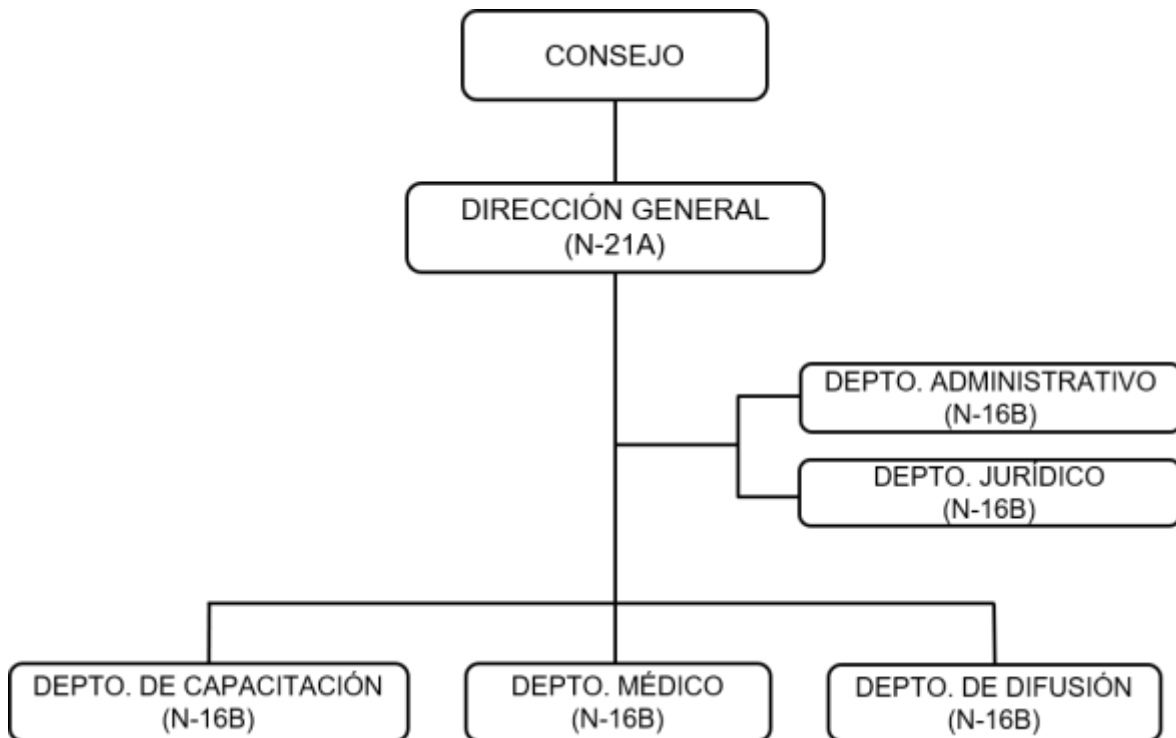 CONSEJO
DIRECCIÓN GENERAL
(N-21A)
DEPTO. ADMINISTRATIVO
(N-16B)
DEPTO. JURÍDICO
(N-16B)
DEPTO. DE CAPACITACIÓN
(N-16B)
DEPTO. MÉDICO
(N-16B)
DEPTO. DE DIFUSIÓN
(N-16B)